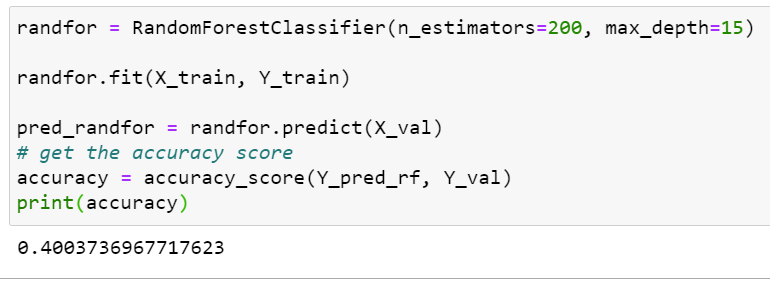 randfor = RandomForestClassifier(n_estimators=200, max_depth=15)
randfor.fit(X_train, Y_train)
pred_randfor = randfor.predict(X_val)
# get the accuracy score
accuracy = accuracy_score(Y_pred_rf, Y_val)
print(accuracy)
0.4003736967717623